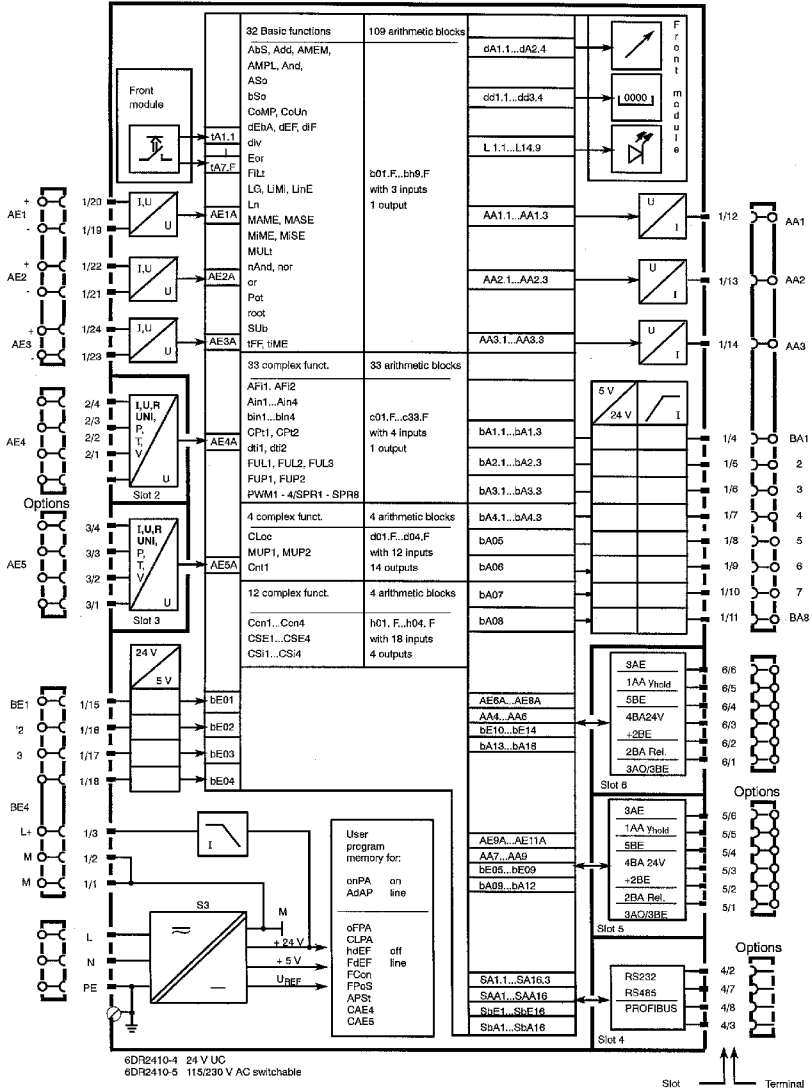 32 Basic functions
109 arithmetic blocks
AbS, Add, AMEM,
AMPL, And,
ASo
bSo
CoMP, CoUn
dEbA, dEF, diF
div
Eor
FiLt
LG, LiMi, LinE
Ln
MAME, MASE
MiME, MiSE
MULt
nAnd, nor
or
Pot
root
SUb
tFF, tiME
b01.F...bh9.F
with 3 inputs
1 output
33 complex funct.
33 arithmetic blocks
AFi1. AFi2
Ain1...Ain4
bin1...bin4
CPt1, CPt2
dti1, dti2
FUL1, FUL2, FUL3
FUP1, FUP2
PWM1 - 4/SPR1 - SPR8
c01.F...c33.F
with 4 inputs
1 output
4 complex funct.
4 arithmetic blocks
CLoc
MUP1, MUP2
Cnt1
d01.F...d04.F
with 12 inputs
14 outputs
12 complex funct.
4 arithmetic blocks
Ccn1...Ccn4
CSE1...CSE4
CSi1...CSi4
h01. F...h04. F
with 18 inputs
4 outputs
Front
module
tA1.1
tA7.F
+
AE1
-
1/20
1/19
I,U
U
AE1A
+
AE2
-
1/22
1/21
I,U
U
AE2A
+
AE3
-
1/24
1/23
I,U
U
AE3A
AE4
2/4
2/3
2/2
2/1
I,U,R
UNI,
P,
T,
V
U
AE4A
Slot 2
Options
AE5
3/4
3/3
3/2
3/1
I,U,R
UNI,
P,
T,
V
U
AE5A
Slot 3
24 V
5 V
BE1
'2
3
BE4
1/15
1/16
1/17
1/18
bE01
bE02
bE03
bE04
L+
M
M
1/3
1/2
1/1
I
L
N
PE
S3
M
+ 24 V
+ 5 V
UREF
User
program
memory for:
onPA on
AdAP line
oFPA
CLPA
hdEF off
FdEF line
FCon
FPoS
APSt
CAE4
CAE5
dA1.1...dA2.4
dd1.1...dd3.4
L 1.1...L14.9
0000
Front module
AA1.1...AA1.3
U
I
1/12
AA1
AA2.1...AA2.3
U
I
1/13
AA2
AA3.1...AA3.3
U
I
1/14
AA3
5 V
24 V
I
bA1.1...bA1.3
1/4
BA1
bA2.1...bA2.3
1/5
2
bA3.1...bA3.3
1/6
3
bA4.1...bA4.3
1/7
4
bA05
1/8
5
bA06
1/9
6
bA07
1/10
7
bA08
1/11
BA8
AE6A...AE8A
AA4...AA6
bE10...bE14
bA13...bA16
3AE
1AA yhold
5BE
4BA24V
+2BE
2BA Rel.
3AO/3BE
Slot 6
6/6
6/5
6/4
6/3
6/2
6/1
Options
AE9A...AE11A
AA7...AA9
bE05...bE09
bA09...bA12
3AE
1AA yhold
5BE
4BA 24V
+2BE
2BA Rel.
3AO/3BE
Slot 5
5/6
5/5
5/4
5/3
5/2
5/1
Options
SA1.1...SA16.3
SAA1...SAA16
SbE1...SbE16
SbA1...SbA16
RS232
RS485
PROFIBUS
Slot 4
4/2
4/7
4/8
4/3
6DR2410-4 24 V UC
6DR2410-5 115/230 V AC switchable
Slot
Terminal